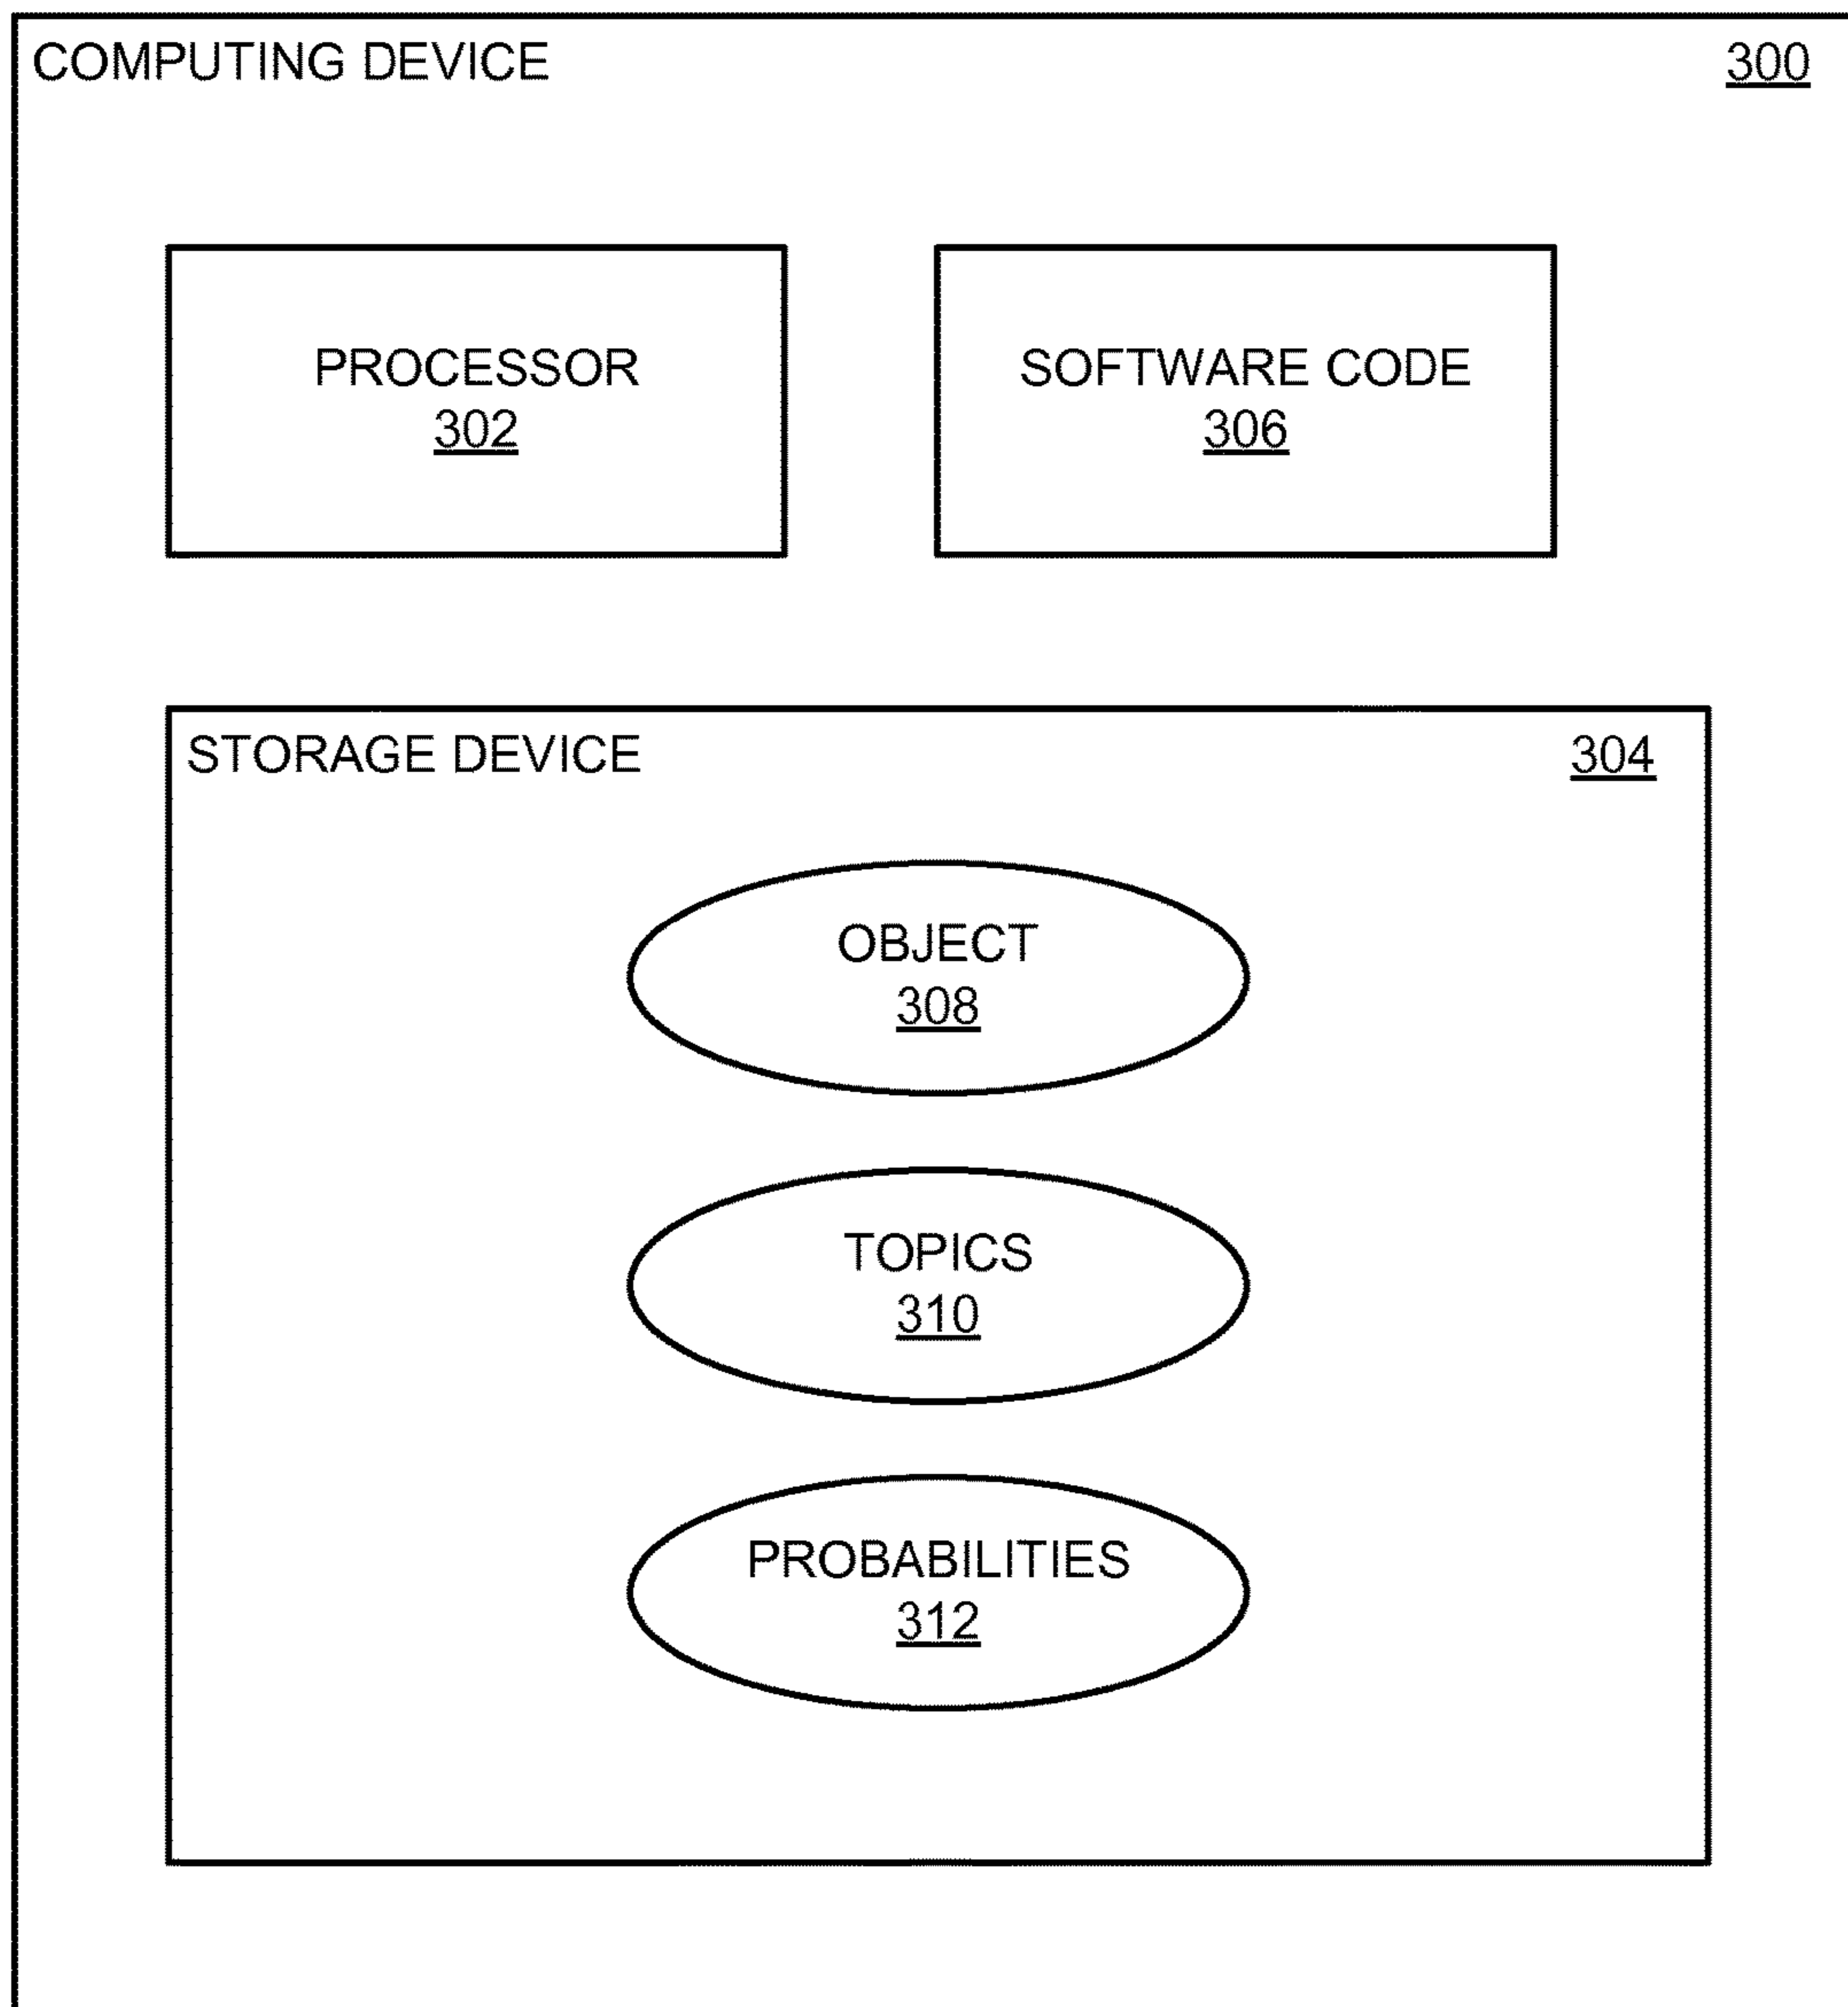 COMPUTING DEVICE 300
PROCESSOR
302
SOFTWARE CODE
306
STORAGE DEVICE 304
OBJECT
308
TOPICS
310
PROBABILITIES
312